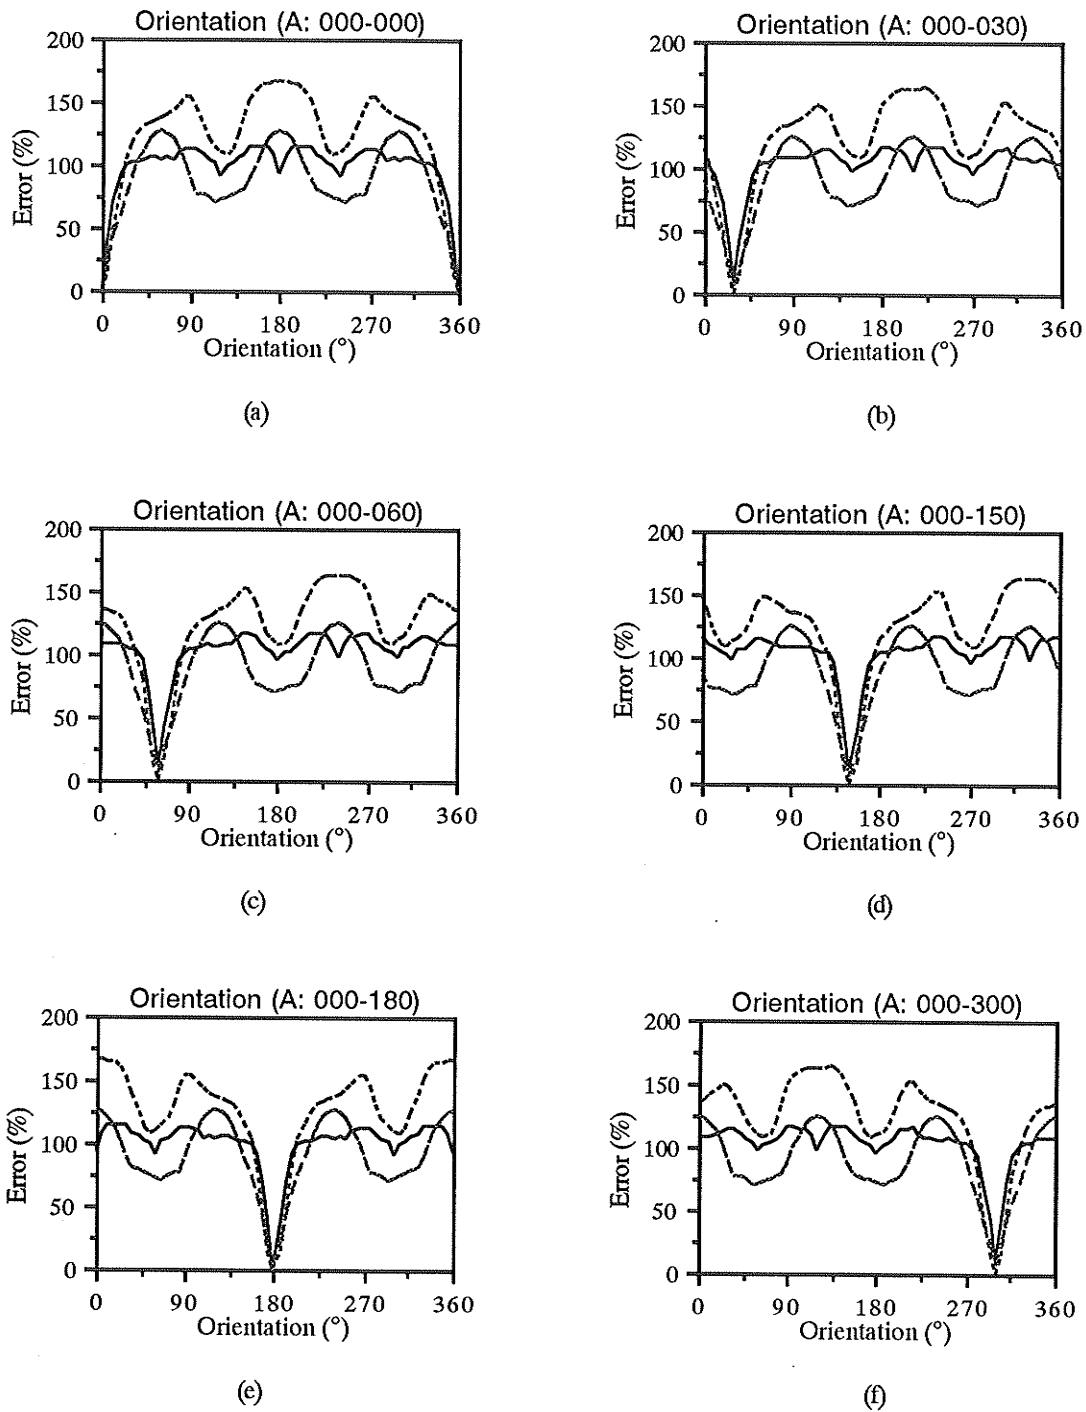 Orientation (A: 000-000)
200
150
100
50
0
Error (%)
0 90 180 270 360
Orientation (°)
(a)
Orientation (A: 000-030)
200
150
100
50
0
Error (%)
0 90 180 270 360
Orientation (°)
(b)
Orientation (A: 000-060)
200
150
100
50
0
Error (%)
0 90 180 270 360
Orientation (°)
(c)
Orientation (A: 000-150)
200
150
100
50
0
Error (%)
0 90 180 270 360
Orientation (°)
(d)
Orientation (A: 000-180)
200
150
100
50
0
Error (%)
0 90 180 270 360
Orientation (°)
(e)
Orientation (A: 000-300)
200
150
100
50
0
Error (%)
0 90 180 270 360
Orientation (°)
(f)